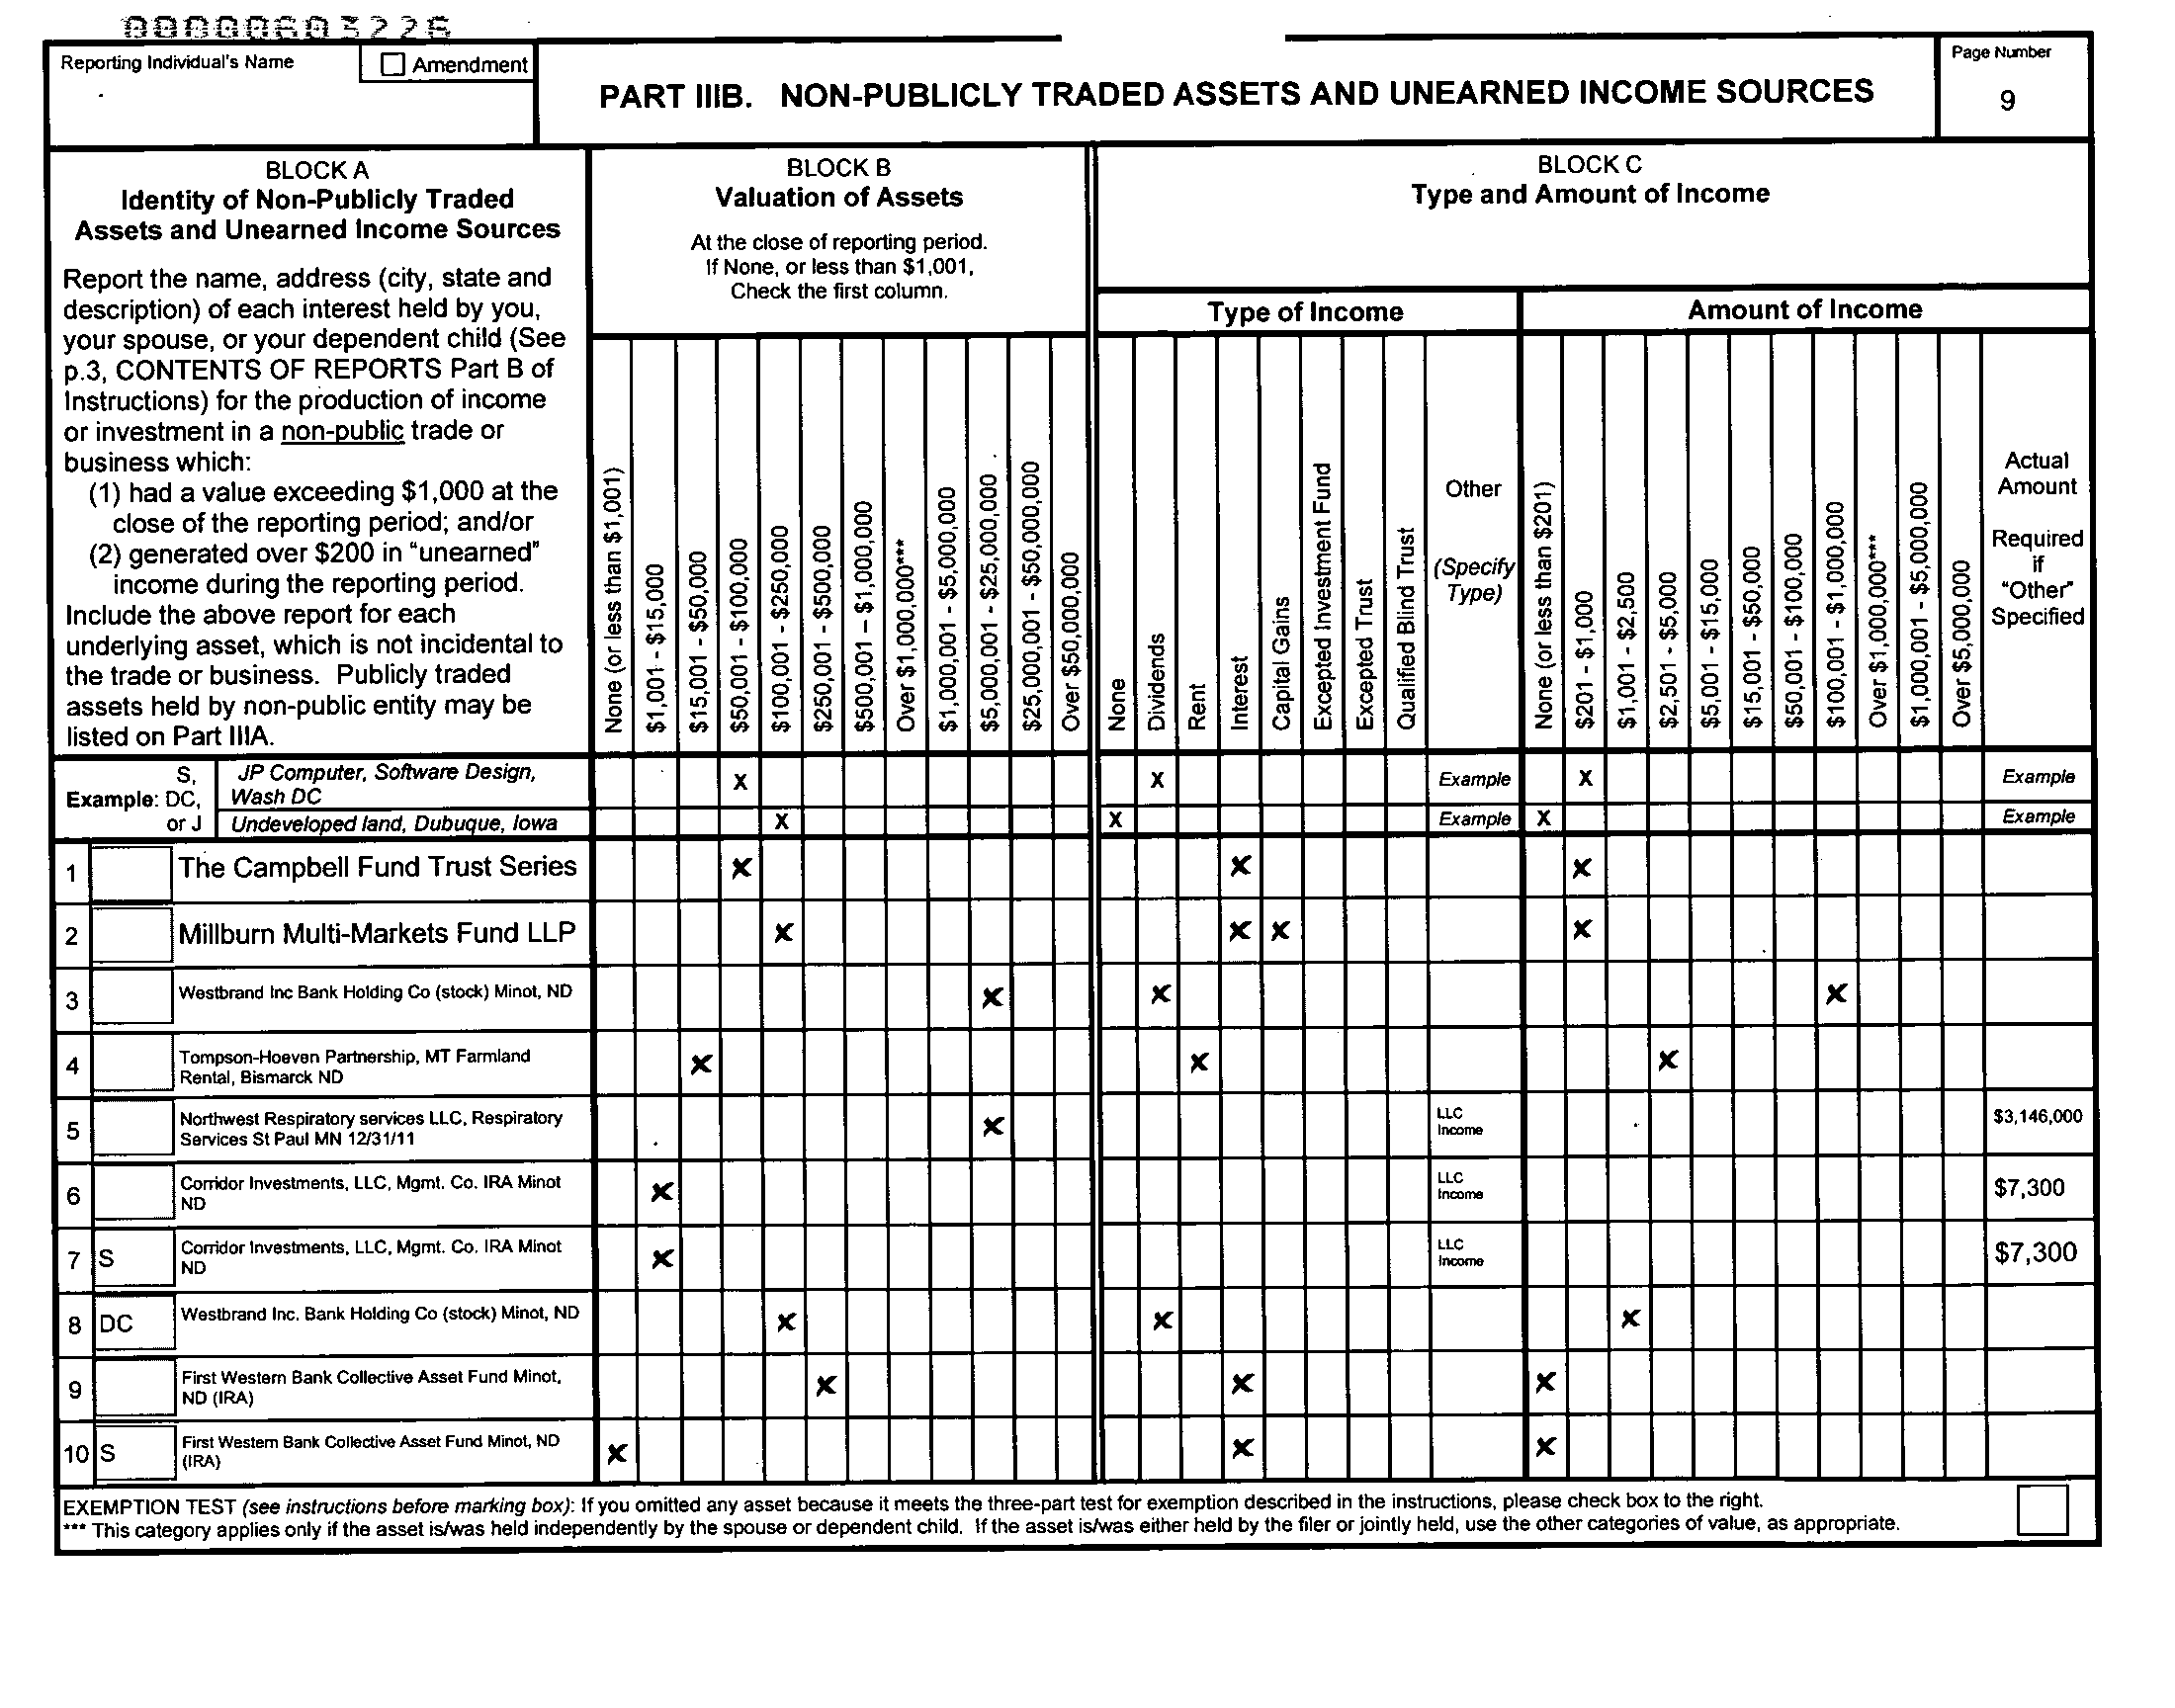 00000603226
Reporting Individual's Name
Amendment
PART IIIB. NON-PUBLICLY TRADED ASSETS AND UNEARNED INCOME SOURCES
Page Number
9
BLOCK A
Identity of Non-Publicly Traded
Assets and Unearned Income Sources
Report the name, address (city, state and
description) of each interest held by you,
your spouse, or your dependent child (See
p.3, CONTENTS OF REPORTS Part B of
Instructions) for the production of income
or investment in a non-public trade or
business which:
(1) had a value exceeding $1,000 at the
close of the reporting period; and/or
(2) generated over $200 in "unearned"
income during the reporting period.
Include the above report for each
underlying asset, which is not incidental to
the trade or business. Publicly traded
assets held by non-public entity may be
listed on Part IIIA.
BLOCK B
Valuation of Assets
At the close of reporting period.
If None, or less than $1,001,
Check the first column.
None (or less than $1,001)
$1,001 - $15,000
$15,001 - $50,000
$50,001 - $100,000
$100,001 - $250,000
$250,001 - $500,000
$500,001 – $1,000,000
Over $1,000,000***
$1,000,001 - $5,000,000
$5,000,001 - $25,000,000
$25,000,001 - $50,000,000
Over $50,000,000
BLOCK C
Type and Amount of Income
Type of Income
None
Dividends
Rent
Interest
Capital Gains
Excepted Investment Fund
Excepted Trust
Qualified Blind Trust
Other
(Specify
Type)
Amount of Income
None (or less than $201)
$201 - $1,000
$1,001 - $2,500
$2,501 - $5,000
$5,001 - $15,000
$15,001 - $50,000
$50,001 - $100,000
$100,001 - $1,000,000
Over $1,000,000***
$1,000,001 - $5,000,000
Over $5,000,000
Actual
Amount
Required
if
"Other"
Specified
Example: S, DC, or J
JP Computer, Software Design,
Wash DC
X X Example X Example
Undeveloped land, Dubuque, Iowa X X Example X Example
1 The Campbell Fund Trust Series X X X
2 Millburn Multi-Markets Fund LLP X X X X
3 Westbrand Inc Bank Holding Co (stock) Minot, ND X X X
4 Tompson-Hoeven Partnership, MT Farmland
Rental, Bismarck ND X X X
5 Northwest Respiratory services LLC, Respiratory
Services St Paul MN 12/31/11 X LLC
Income $3,146,000
6 Corridor Investments, LLC, Mgmt. Co. IRA Minot
ND X LLC
Income $7,300
7 S Corridor Investments, LLC, Mgmt. Co. IRA Minot
ND X LLC
Income $7,300
8 DC Westbrand Inc. Bank Holding Co (stock) Minot, ND X X X
9 First Western Bank Collective Asset Fund Minot,
ND (IRA) X X X
10 S First Western Bank Collective Asset Fund Minot, ND
(IRA) X X X
EXEMPTION TEST (see instructions before marking box): If you omitted any asset because it meets the three-part test for exemption described in the instructions, please check box to the right.
*** This category applies only if the asset is/was held independently by the spouse or dependent child. If the asset is/was either held by the filer or jointly held, use the other categories of value, as appropriate.